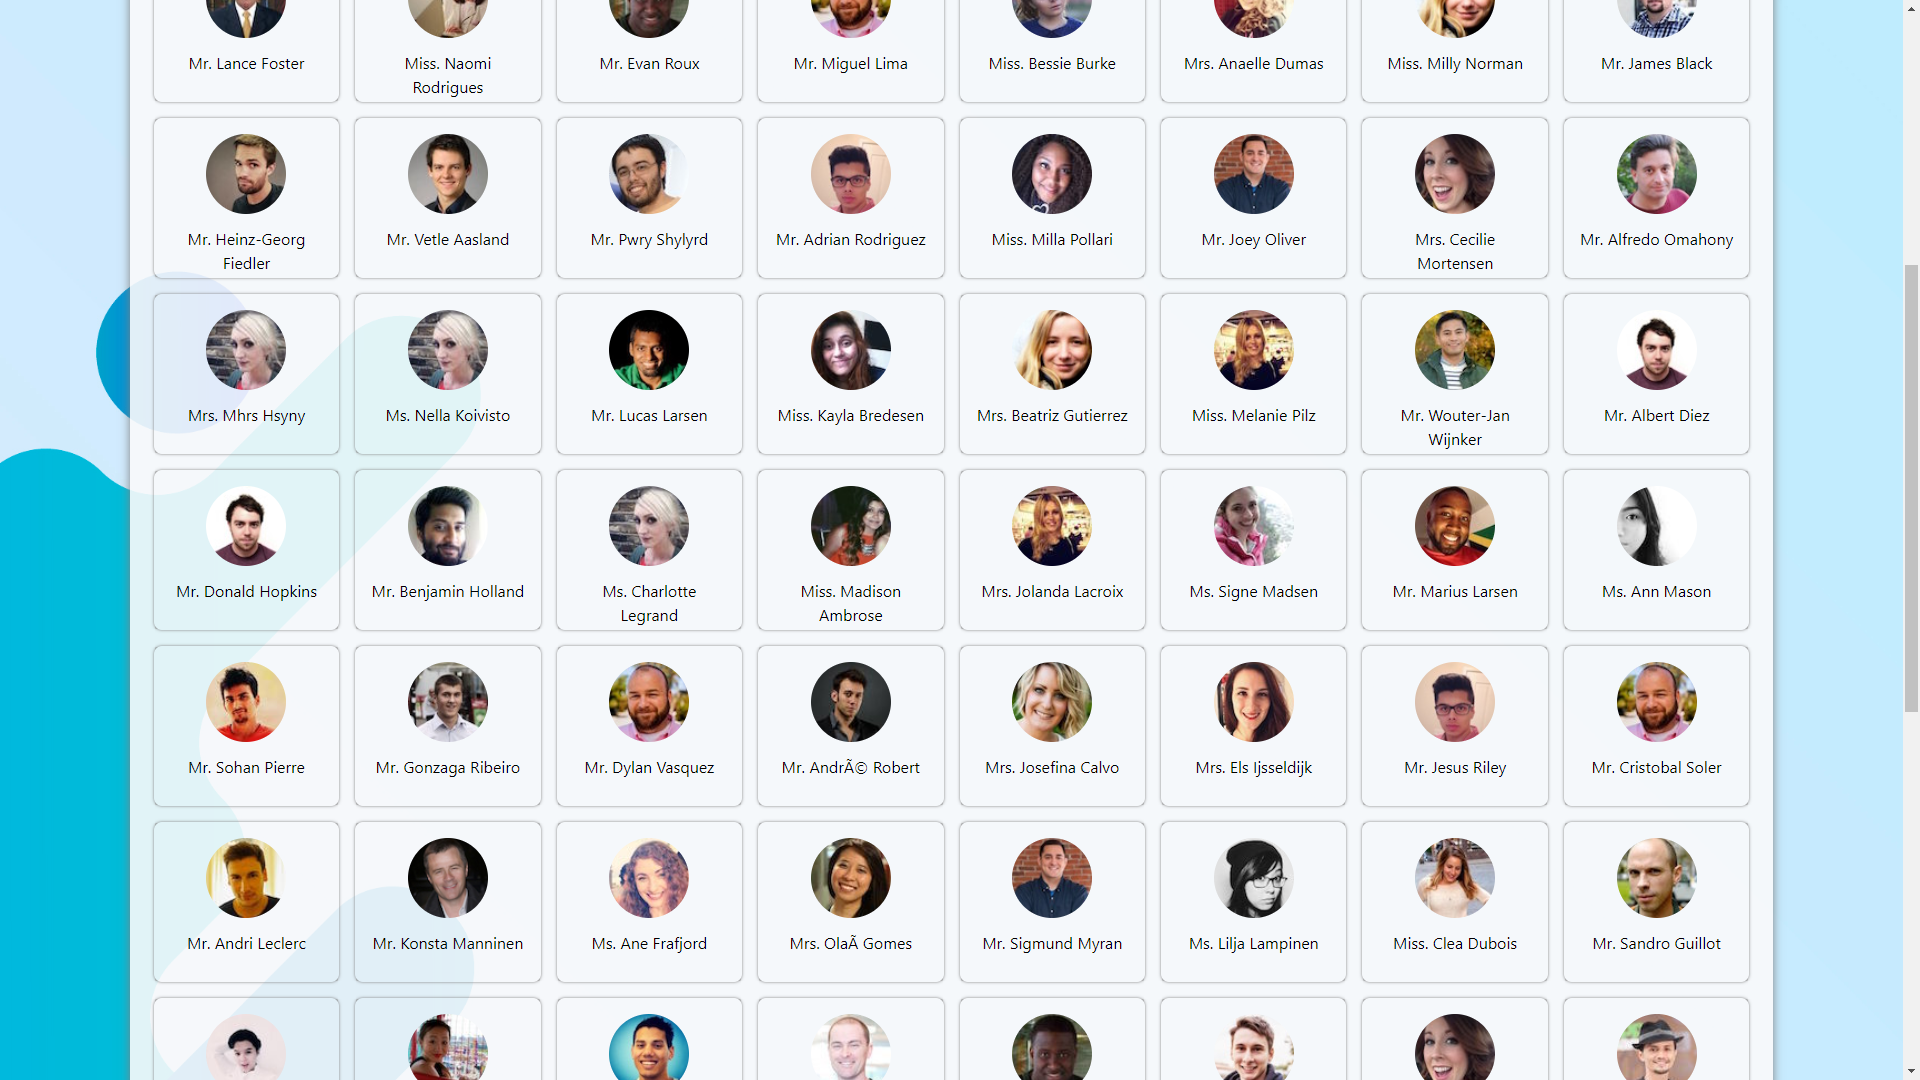 Mr. Lance Foster
Miss. Naomi
Rodrigues
Mr. Evan Roux
Mr. Miguel Lima
Miss. Bessie Burke
Mrs. Anaelle Dumas
Miss. Milly Norman
Mr. James Black
Mr. Heinz-Georg
Fiedler
Mr. Vetle Aasland
Mr. Pwry Shylyrd
Mr. Adrian Rodriguez
Miss. Milla Pollari
Mr. Joey Oliver
Mrs. Cecilie
Mortensen
Mr. Alfredo Omahony
Mrs. Mhrs Hsyny
Ms. Nella Koivisto
Mr. Lucas Larsen
Miss. Kayla Bredesen
Mrs. Beatriz Gutierrez
Miss. Melanie Pilz
Mr. Wouter-Jan
Wijnker
Mr. Albert Diez
Mr. Donald Hopkins
Mr. Benjamin Holland
Ms. Charlotte
Legrand
Miss. Madison
Ambrose
Mrs. Jolanda Lacroix
Ms. Signe Madsen
Mr. Marius Larsen
Ms. Ann Mason
Mr. Sohan Pierre
Mr. Gonzaga Ribeiro
Mr. Dylan Vasquez
Mr. AndrÃ© Robert
Mrs. Josefina Calvo
Mrs. Els Ijsseldijk
Mr. Jesus Riley
Mr. Cristobal Soler
Mr. Andri Leclerc
Mr. Konsta Manninen
Ms. Ane Frafjord
Mrs. OlaÃ Gomes
Mr. Sigmund Myran
Ms. Lilja Lampinen
Miss. Clea Dubois
Mr. Sandro Guillot